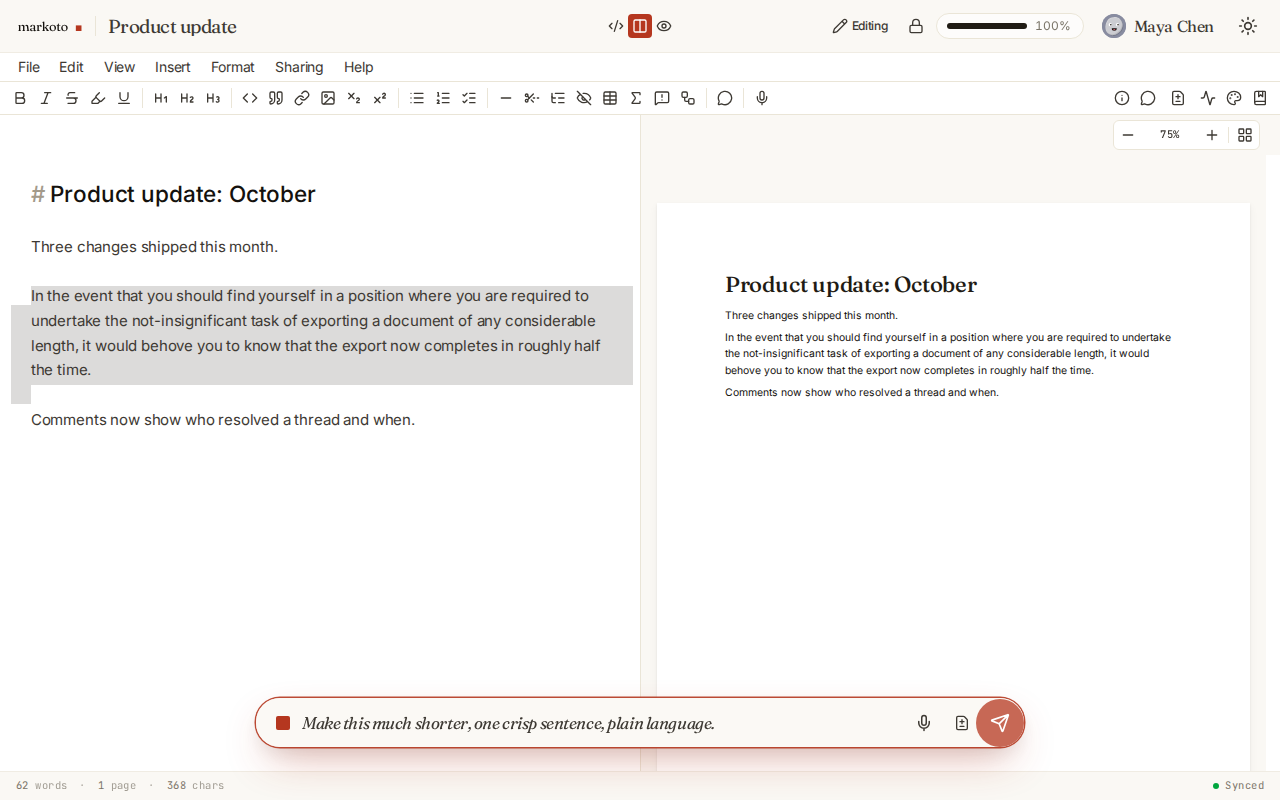 markoto
Product update
Editing
100%
Maya Chen
File Edit View Insert Format Sharing Help
H1 H2 H3
75%
# Product update: October
Three changes shipped this month.
In the event that you should find yourself in a position where you are required to
undertake the not-insignificant task of exporting a document of any considerable
length, it would behove you to know that the export now completes in roughly half
the time.
Comments now show who resolved a thread and when.
Product update: October
Three changes shipped this month.
In the event that you should find yourself in a position where you are required to undertake
the not-insignificant task of exporting a document of any considerable length, it would
behove you to know that the export now completes in roughly half the time.
Comments now show who resolved a thread and when.
Make this much shorter, one crisp sentence, plain language.
62 words · 1 page · 368 chars
Synced